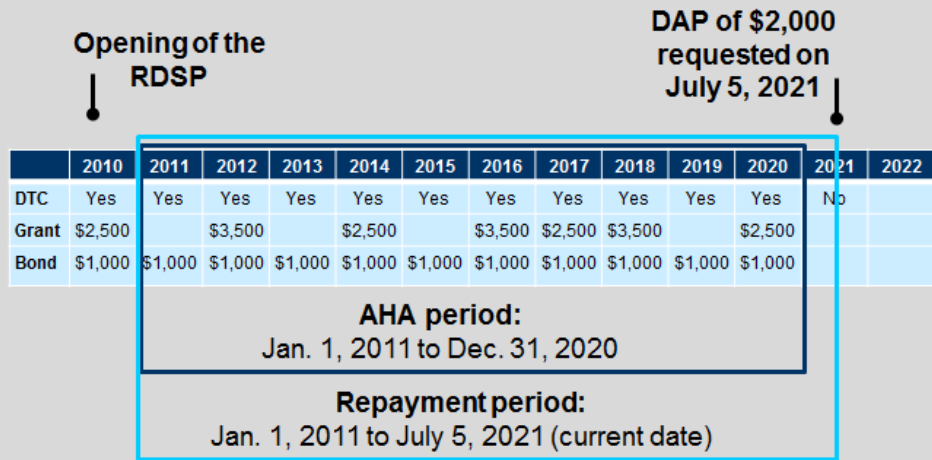 Opening of the
RDSP
DAP of $2,000
requested on
July 5, 2021
2010 2011 2012 2013 2014 2015 2016 2017 2018 2019 2020 2021 2022
DTC Yes Yes Yes Yes Yes Yes Yes Yes Yes Yes Yes No
Grant $2,500 $3,500 $2,500 $3,500 $2,500 $3,500 $2,500
Bond $1,000 $1,000 $1,000 $1,000 $1,000 $1,000 $1,000 $1,000 $1,000 $1,000 $1,000
AHA period:
Jan. 1, 2011 to Dec. 31, 2020
Repayment period:
Jan. 1, 2011 to July 5, 2021 (current date)